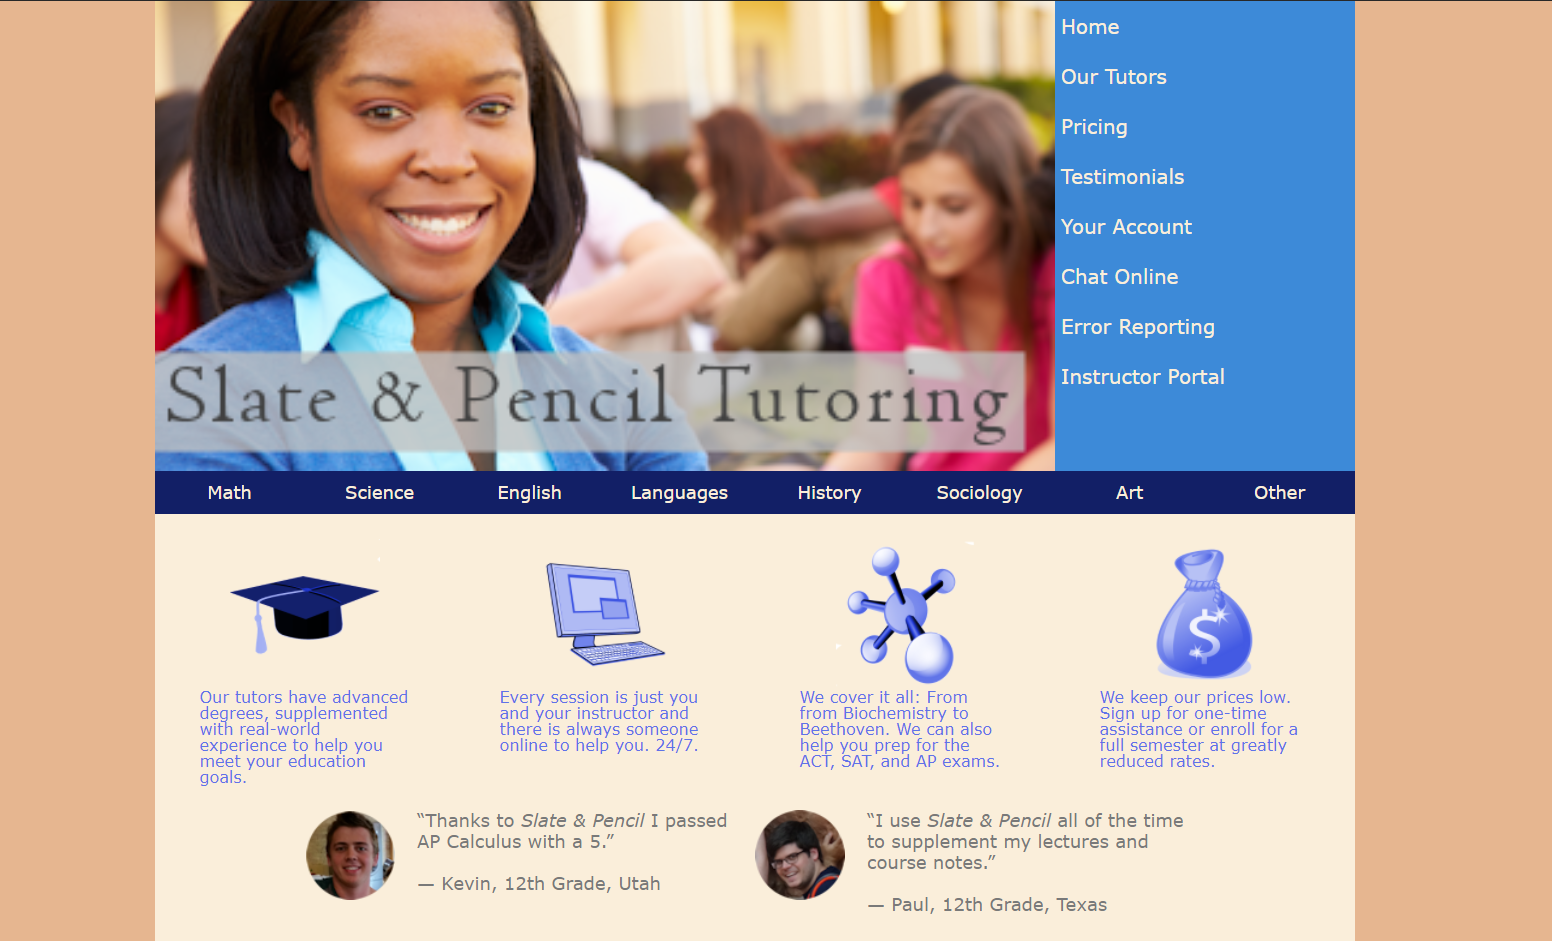 Home
Our Tutors
Pricing
Testimonials
Your Account
Chat Online
Error Reporting
Instructor Portal
Slate & Pencil Tutoring
Math Science English Languages History Sociology Art Other
Our tutors have advanced
degrees, supplemented
with real-world
experience to help you
meet your education
goals.
Every session is just you
and your instructor and
there is always someone
online to help you. 24/7.
We cover it all: From
from Biochemistry to
Beethoven. We can also
help you prep for the
ACT, SAT, and AP exams.
$
We keep our prices low.
Sign up for one-time
assistance or enroll for a
full semester at greatly
reduced rates.
“Thanks to Slate & Pencil I passed
AP Calculus with a 5.”
— Kevin, 12th Grade, Utah
“I use Slate & Pencil all of the time
to supplement my lectures and
course notes.”
— Paul, 12th Grade, Texas